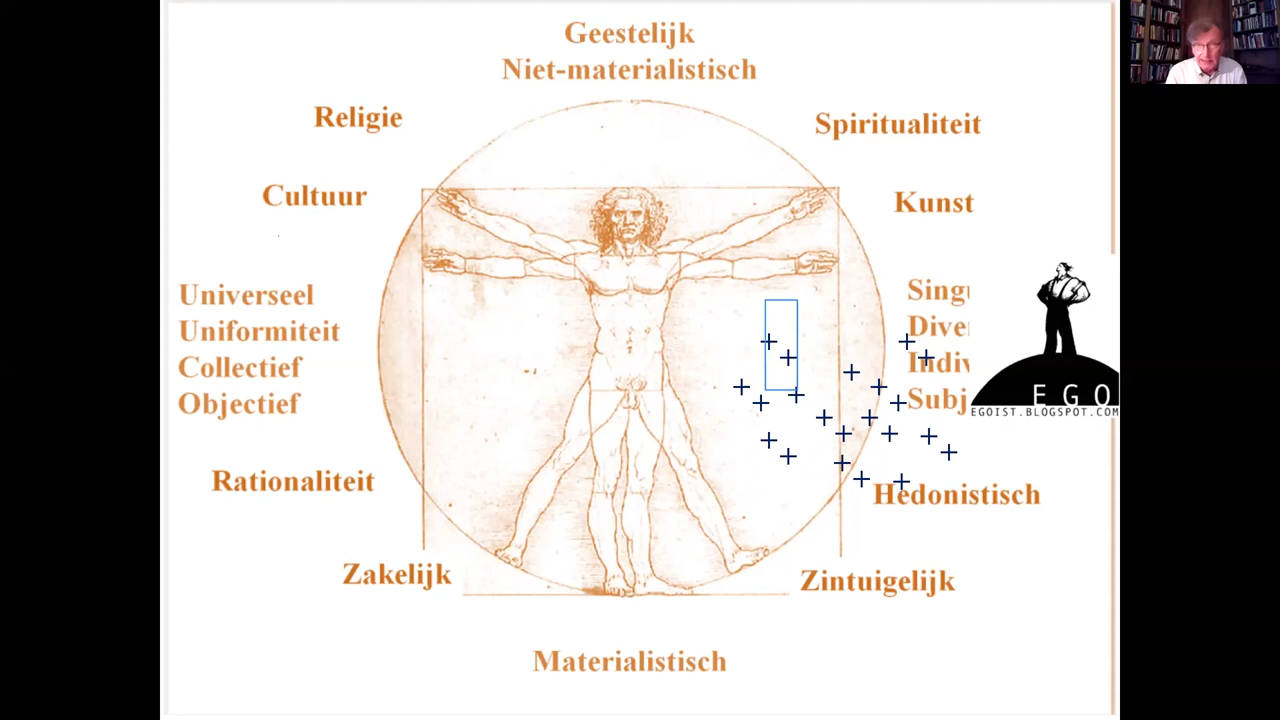 Geestelijk
Niet-materialistisch
Religie
Spiritualiteit
Cultuur
Kunst
Universeel
Uniformiteit
Collectief
Objectief
EGO
EGOIST.BLOGSPOT.COM
Rationaliteit
Hedonistisch
Zakelijk
Zintuigelijk
Materialistisch